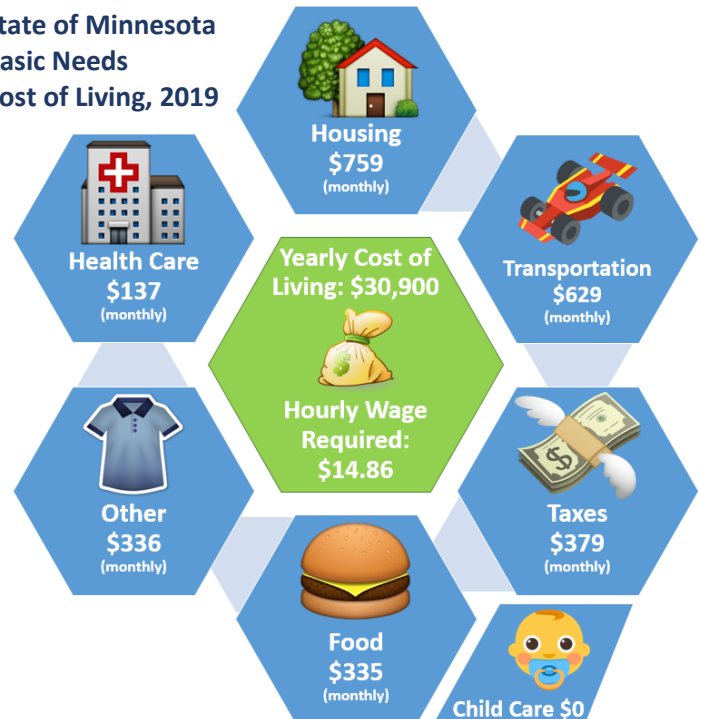 tate of Minnesota
asic Needs
ost of Living, 2019
Housing
$759
(monthly)
Health Care
$137
(monthly)
Yearly Cost of
Living: $30,900
$
Hourly Wage
Required:
$14.86
Transportation
$629
(monthly)
Other
$336
(monthly)
$
Taxes
$379
(monthly)
Food
$335
(monthly)
Child Care $0